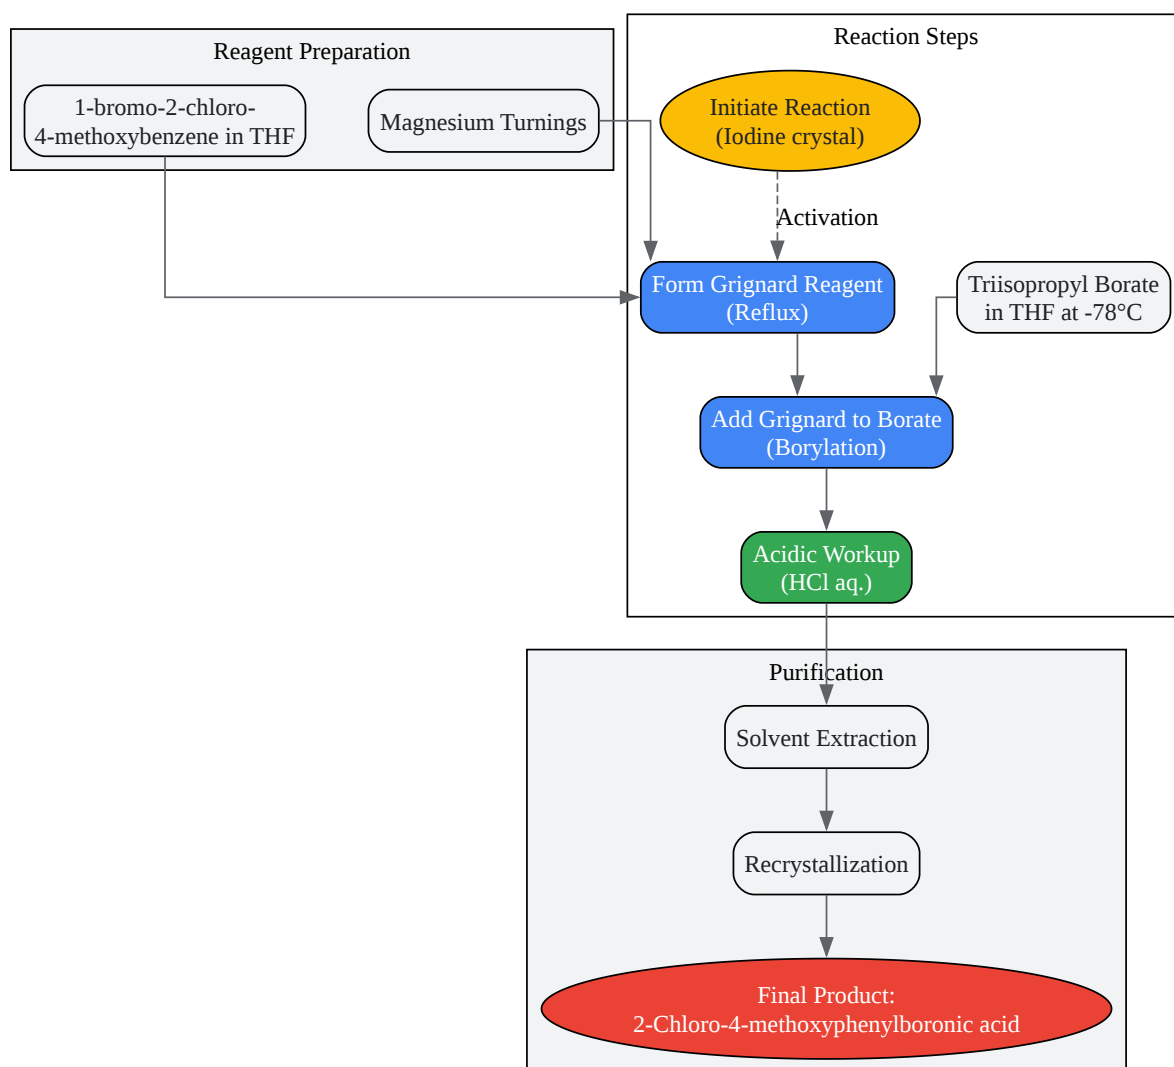 Reagent Preparation
1-bromo-2-chloro-
4-methoxybenzene in THF
Magnesium Turnings
Reaction Steps
Initiate Reaction
(Iodine crystal)
Activation
Form Grignard Reagent
(Reflux)
Triisopropyl Borate
in THF at -78°C
Add Grignard to Borate
(Borylation)
Acidic Workup
(HCl aq.)
Purification
Solvent Extraction
Recrystallization
Final Product:
2-Chloro-4-methoxyphenylboronic acid